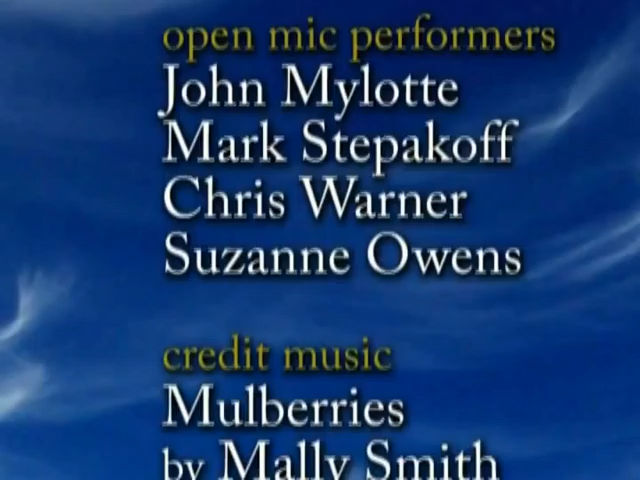 open mic performers
John Mylotte
Mark Stepakoff
Chris Warner
Suzanne Owens
credit music
Mulberries
by Mally Smith